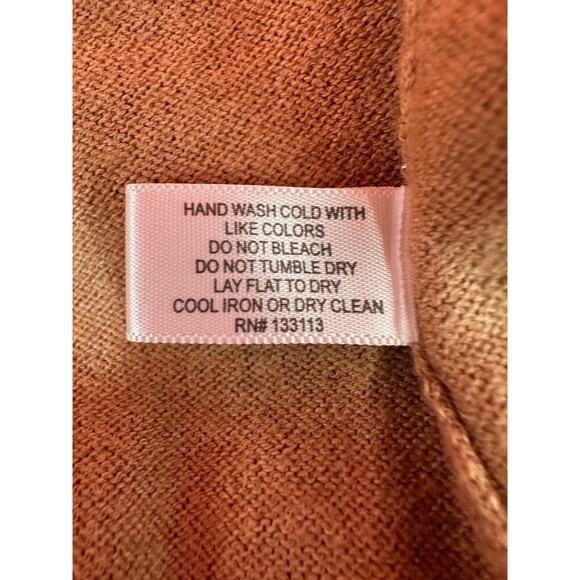 HAND WASH COLD WITH
LIKE COLORS
DO NOT BLEACH
DO NOT TUMBLE DRY
LAY FLAT TO DRY
COOL IRON OR DRY CLEAN
RN# 133113